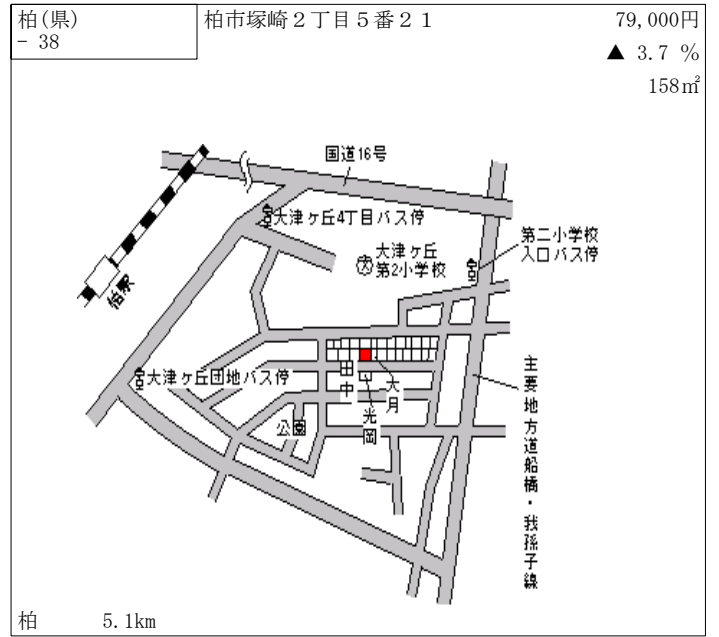 柏(県)
- 38
柏市塚崎２丁目５番２１
79,000円
▲ 3.7 %
158㎡
国道16号
大津ヶ丘4丁目バス停
大津ヶ丘
第2小学校
第二小学校
入口バス停
柏駅
大津ヶ丘団地バス停
田中
大月
光岡
公園
主要地方道船橋・我孫子線
柏 5.1km